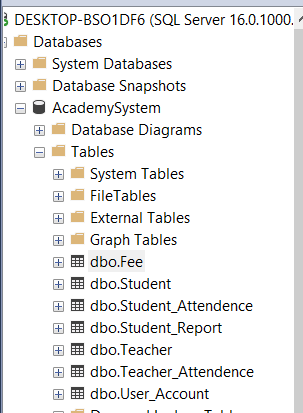 DESKTOP-BSO1DF6 (SQL Server 16.0.1000.
Databases
System Databases
Database Snapshots
AcademySystem
Database Diagrams
Tables
System Tables
FileTables
External Tables
Graph Tables
dbo.Fee
dbo.Student
dbo.Student_Attendence
dbo.Student_Report
dbo.Teacher
dbo.Teacher_Attendence
dbo.User_Account